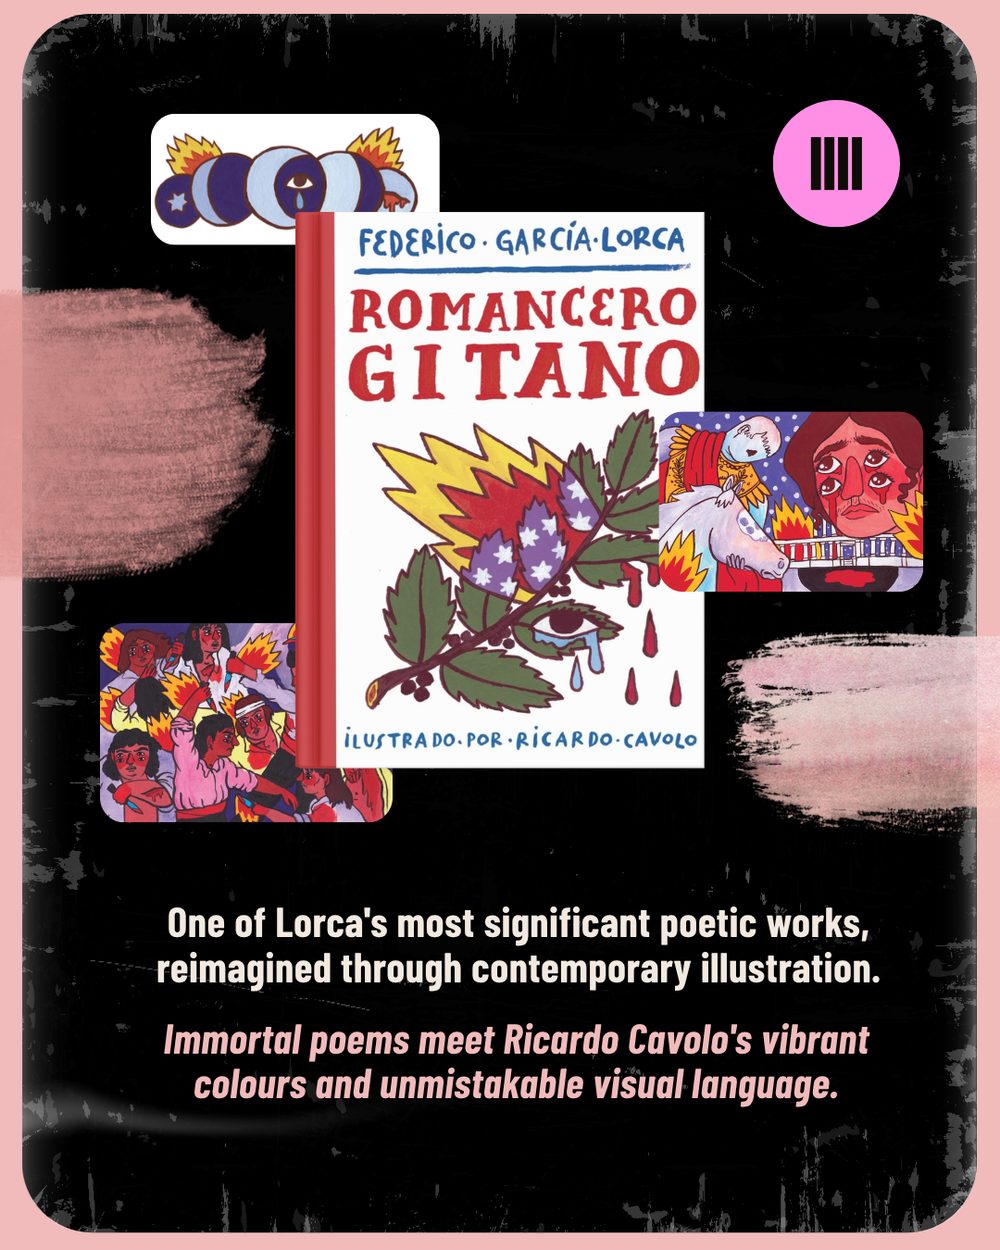 FEDERICO · GARCÍA · LORCA
ROMANCERO
GITANO
ILUSTRADO · POR · RICARDO · CAVOLO
One of Lorca's most significant poetic works,
reimagined through contemporary illustration.
Immortal poems meet Ricardo Cavolo's vibrant
colours and unmistakable visual language.